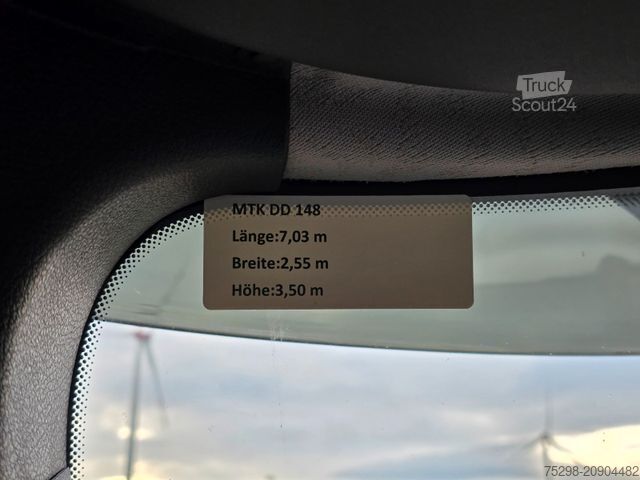 Truck
Scout24
MTK DD 148
Länge:7,03 m
Breite:2,55 m
Höhe:3,50 m
75298-20904482